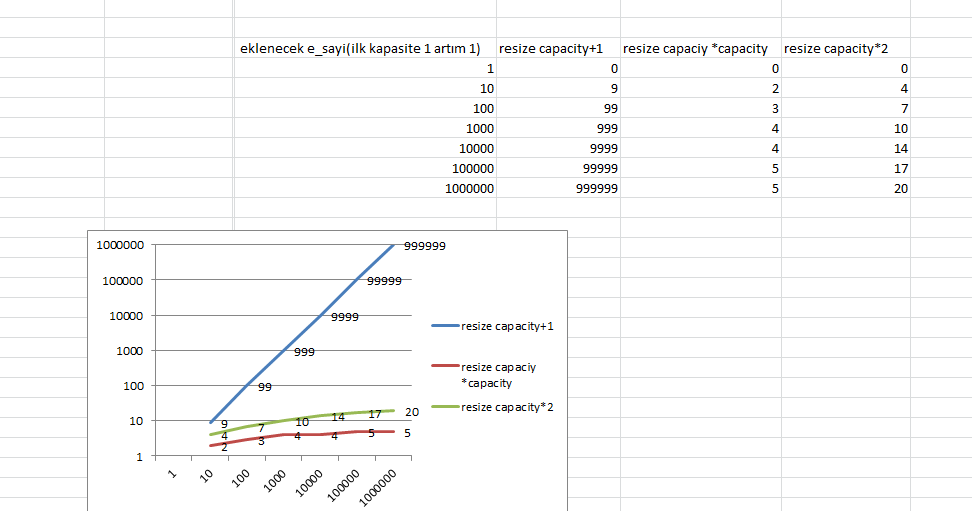 eklenecek e_sayi(ilk kapasite 1 artım 1) resize capacity+1 resize capaciy *capacity resize capacity*2
1 0 0 0
10 9 2 4
100 99 3 7
1000 999 4 10
10000 9999 4 14
100000 99999 5 17
1000000 999999 5 20
1000000 999999
100000 99999
10000 9999
1000 999
100 99
10 9 4 2 7 3 10 4 14 4 17 5 20 5
1
1 10 100 1000 10000 100000 1000000
resize capacity+1
resize capaciy
*capacity
resize capacity*2